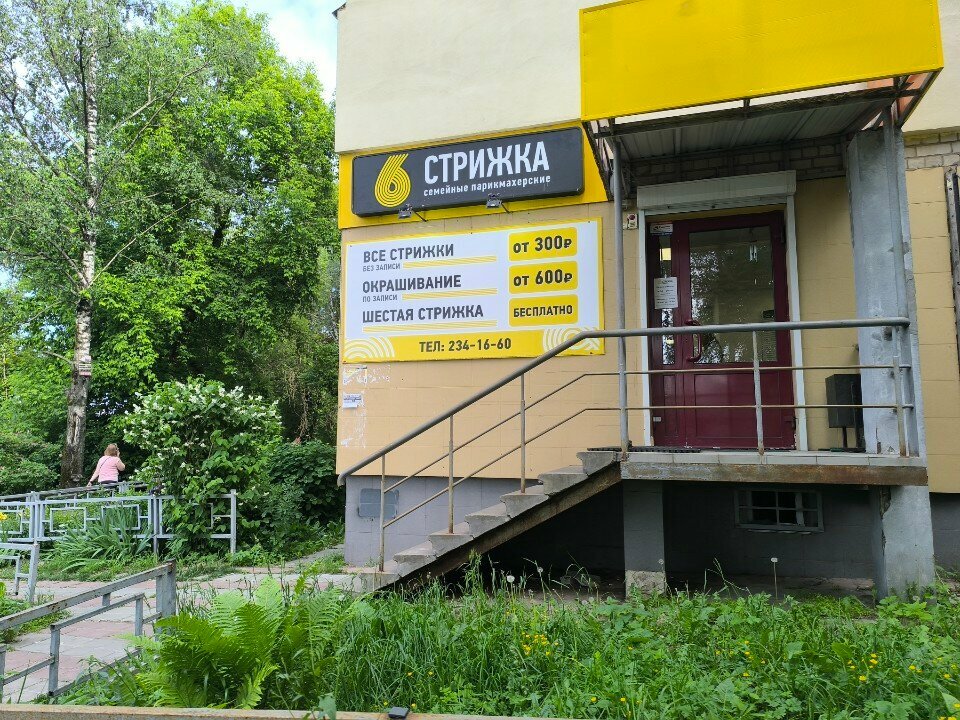 6 СТРИЖКА
семейные парикмахерские
ВСЕ СТРИЖКИ ОТ 300₽
БЕЗ ЗАПИСИ
ОКРАШИВАНИЕ ОТ 600₽
ПО ЗАПИСИ
ШЕСТАЯ СТРИЖКА БЕСПЛАТНО
ТЕЛ: 234-16-60